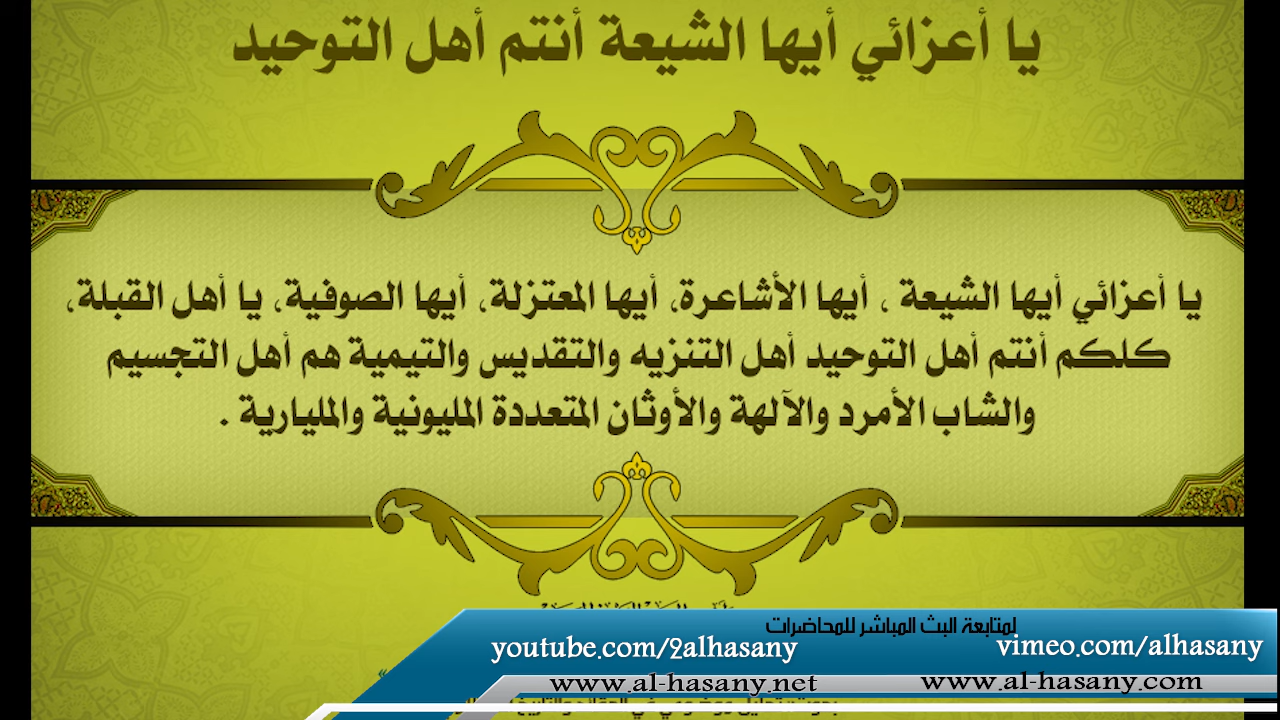 يا أعزائي أيها الشيعة أنتم أهل التوحيد
يا أعزائي أيها الشيعة ، أيها الأشاعرة، أيها المعتزلة، أيها الصوفية، يا أهل القبلة،
كلكم أنتم أهل التوحيد أهل التنزيه والتقديس والتيمية هم أهل التجسيم
والشاب الأمرد والآلهة والأوثان المتعددة المليونية والمليارية .
لمتابعة البث المباشر للمحاضرات
youtube.com/2alhasany
vimeo.com/alhasany
www.al-hasany.net
www.al-hasany.com